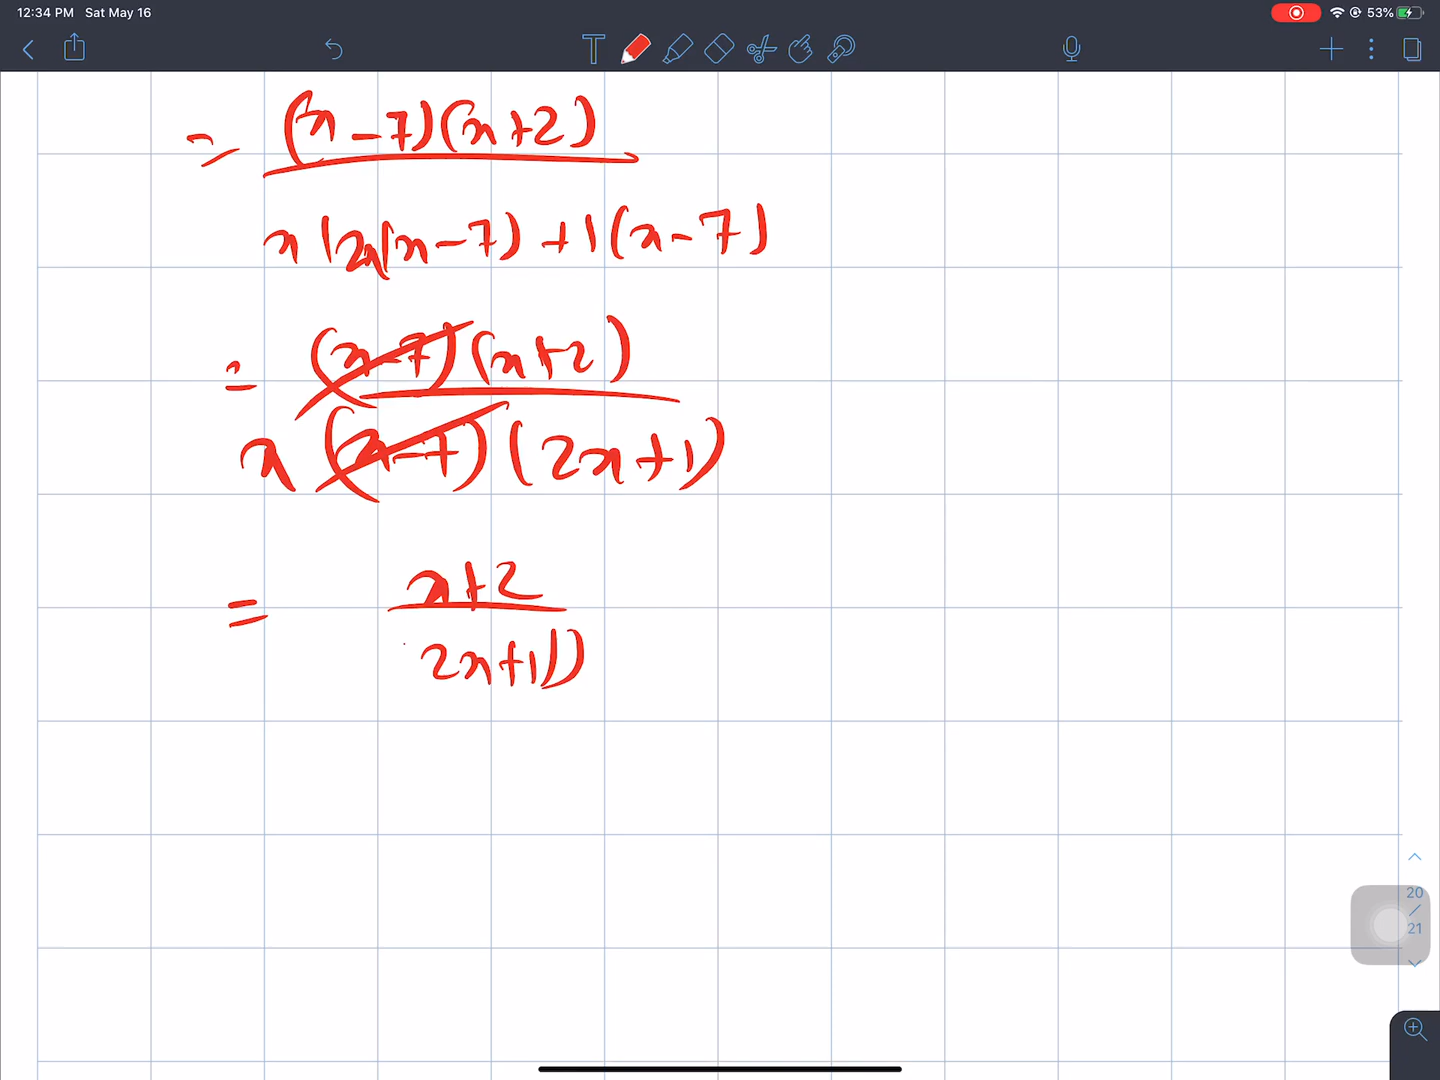 12:34 PM Sat May 16
53%
T
= (x-7)(x+2)
x(2x(x-7)+1(x-7)
= (x-7)(x+2)
x(x-7)(2x+1)
= x+2
2x+1))
20
/
21